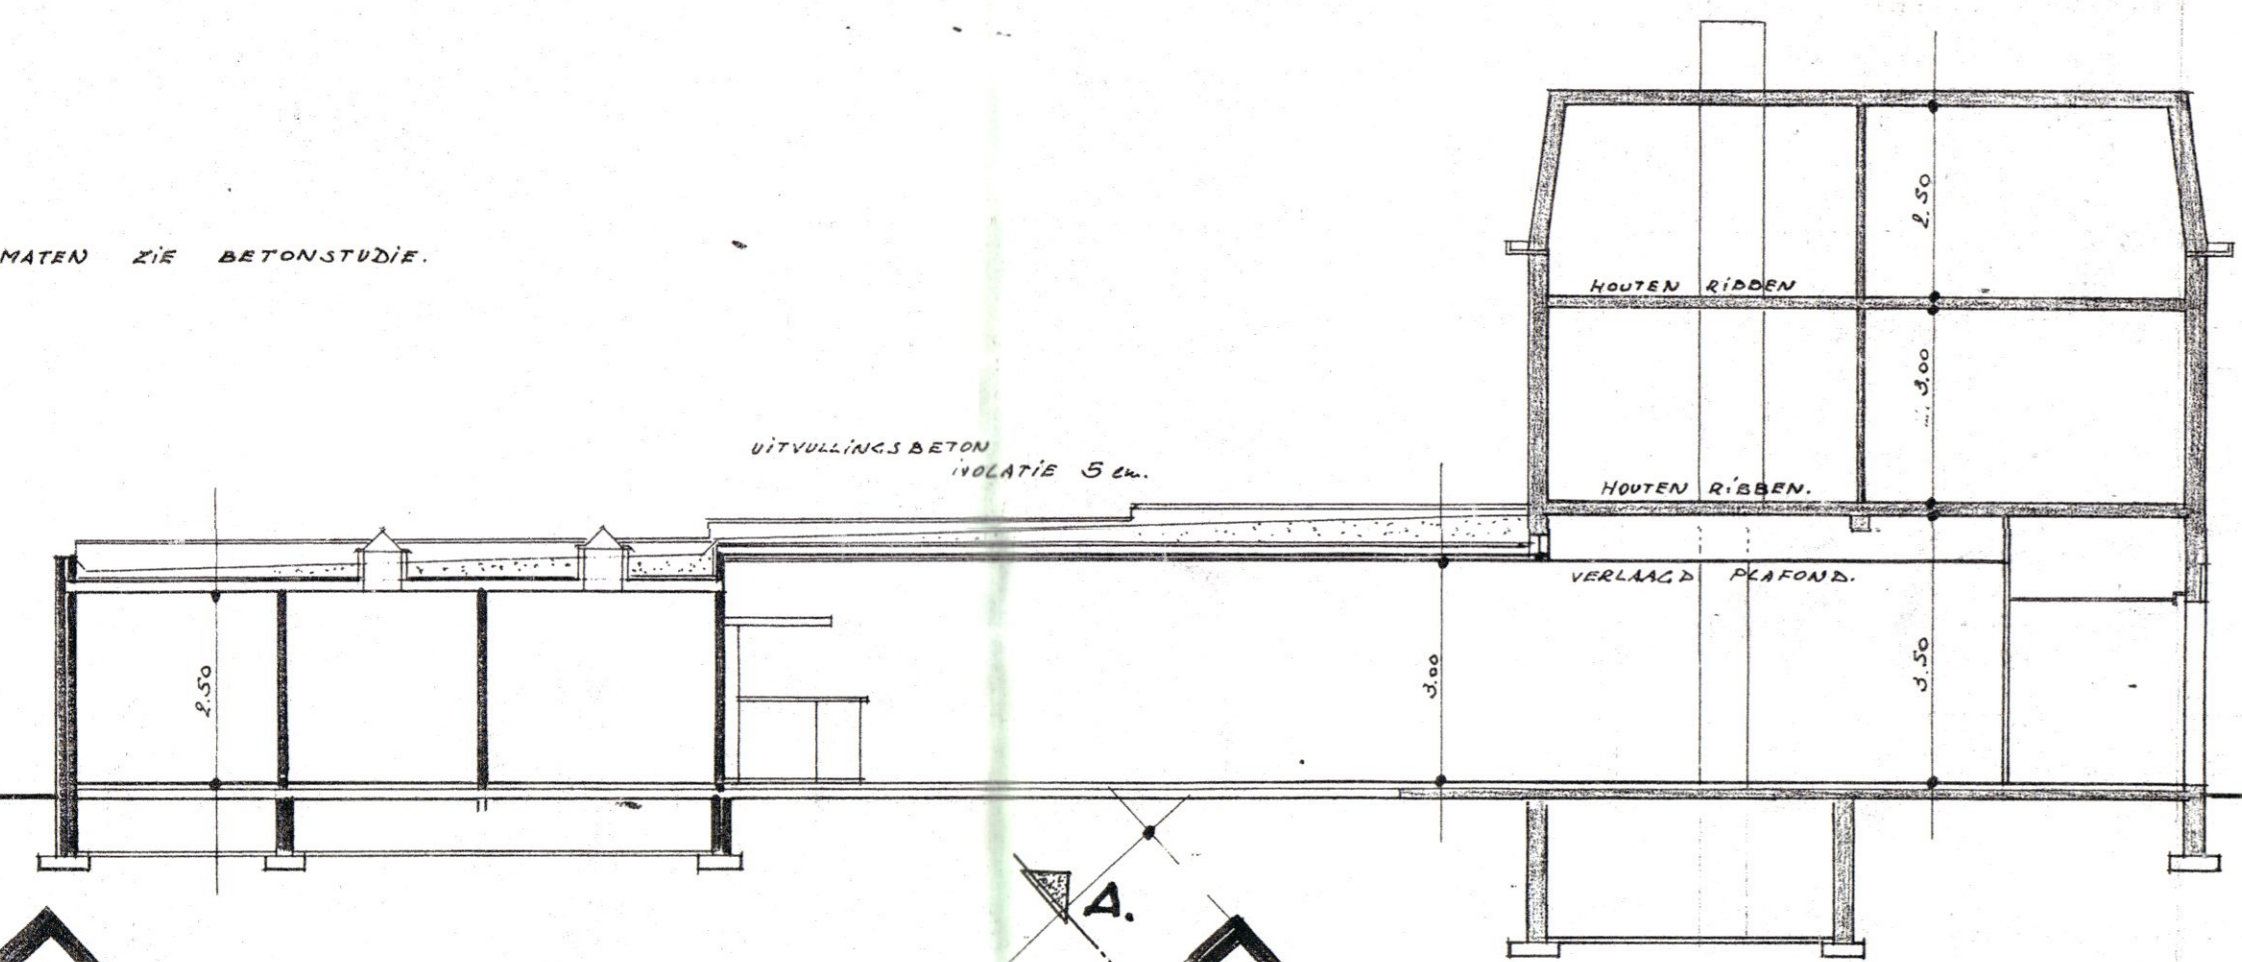 MATEN ZIE BETONSTUDIE.
2.50
HOUTEN RIBBEN
3.00
UITVULLINGSBETON
ISOLATIE 5 cm.
HOUTEN RIBBEN.
VERLAAGD PLAFOND.
2.50
3.00
3.50
A.